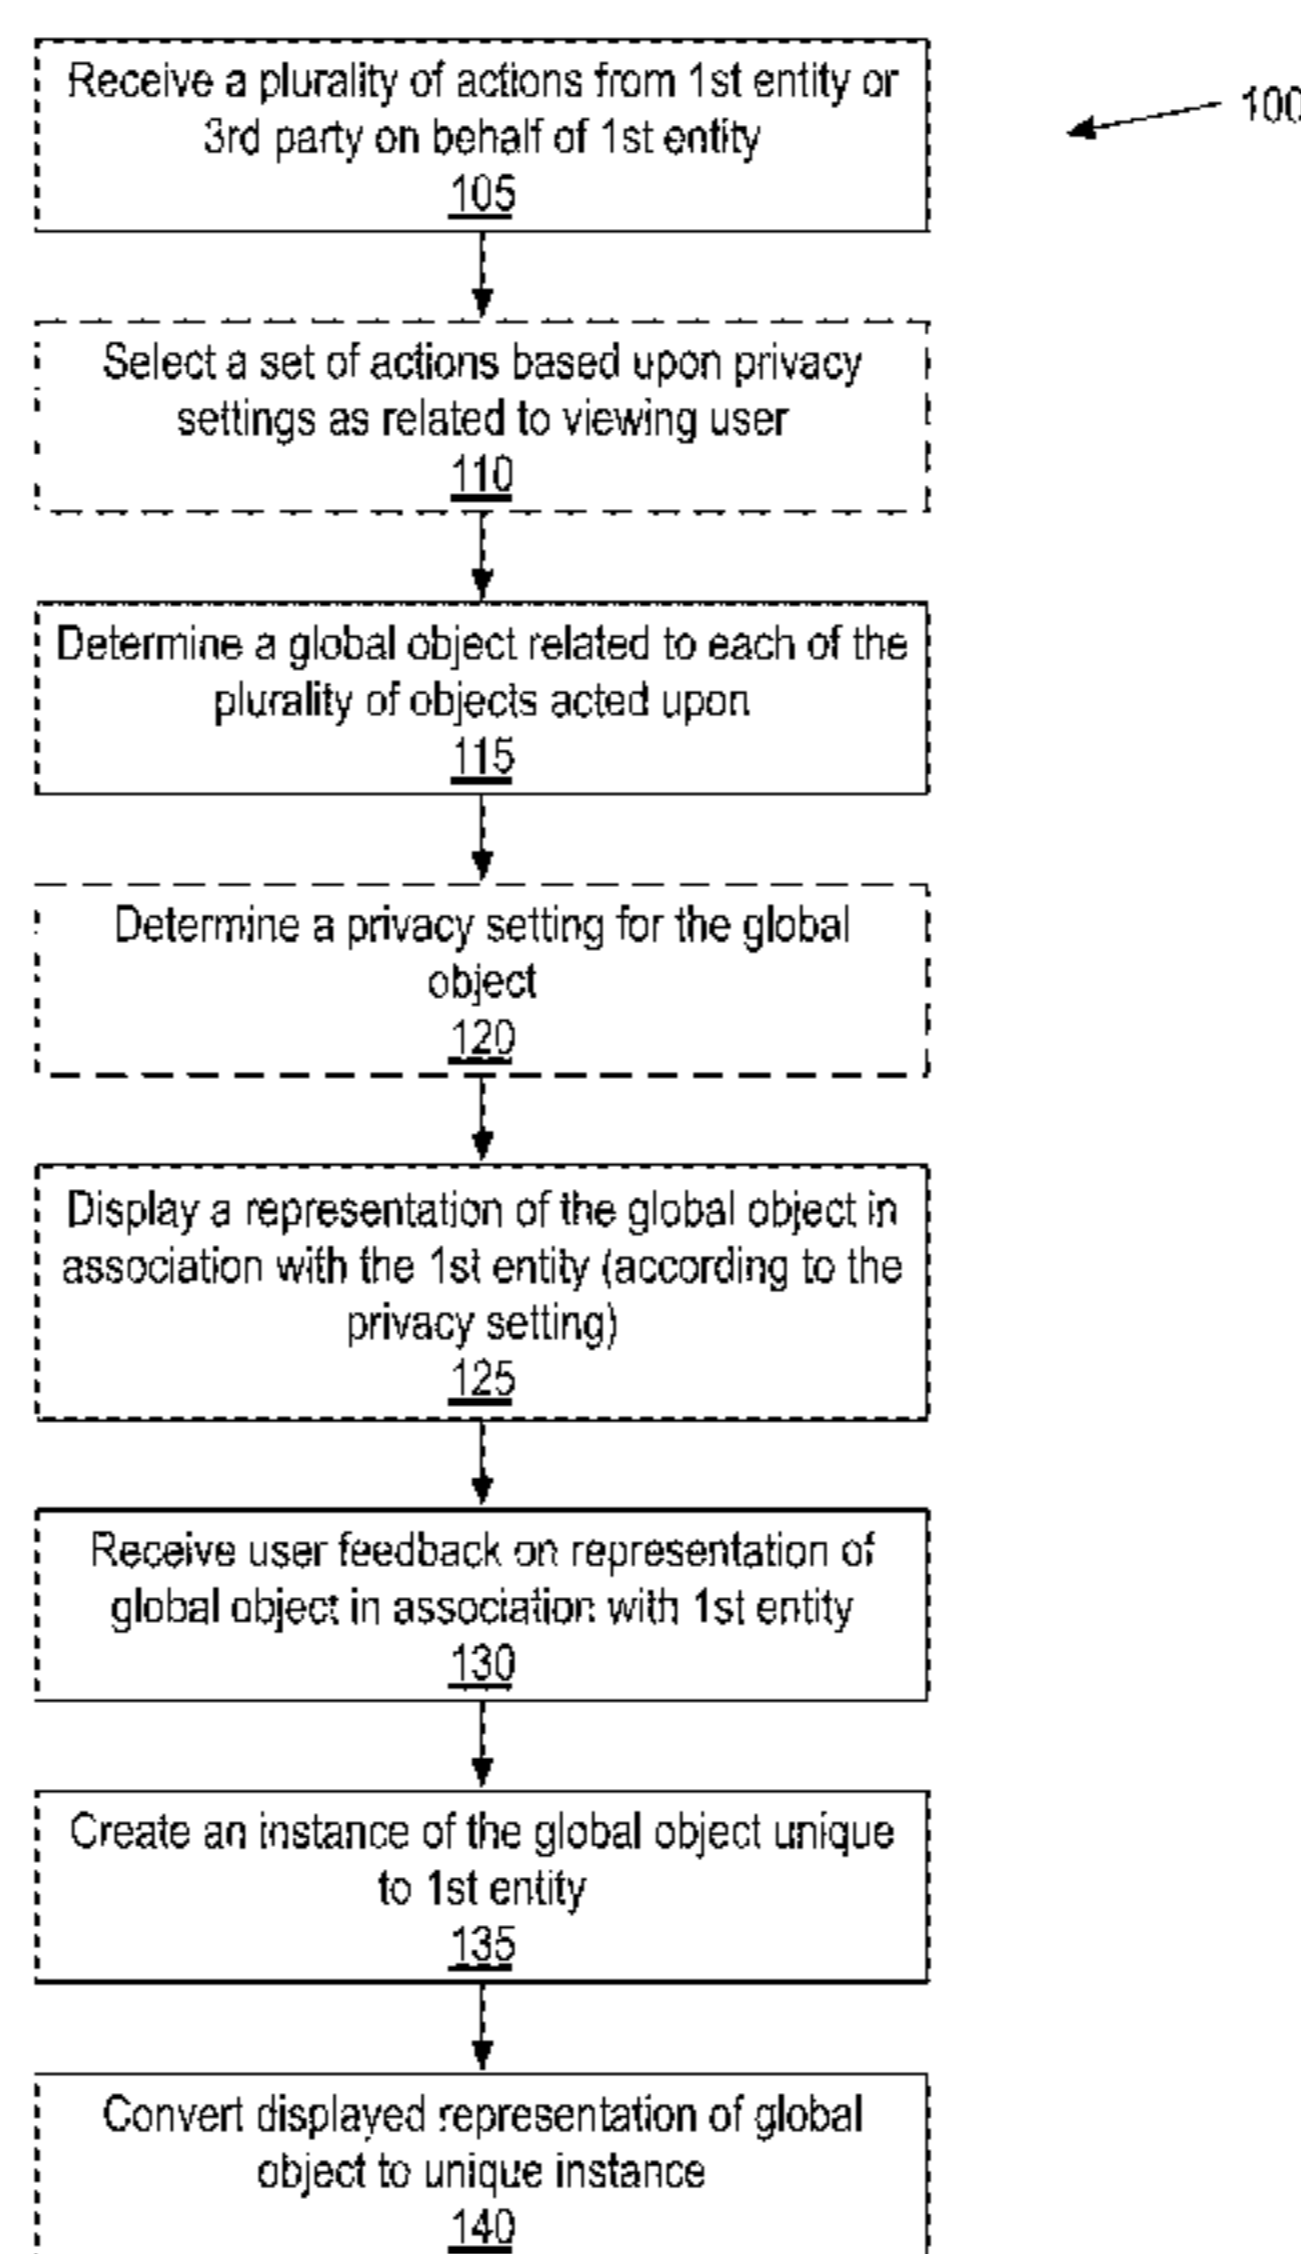 Receive a plurality of actions from 1st entity or
3rd party on behalf of 1st entity
105
100
Select a set of actions based upon privacy
settings as related to viewing user
110
Determine a global object related to each of the
plurality of objects acted upon
115
Determine a privacy setting for the global
object
120
Display a representation of the global object in
association with the 1st entity (according to the
privacy setting)
125
Receive user feedback on representation of
global object in association with 1st entity
130
Create an instance of the global object unique
to 1st entity
135
Convert displayed representation of global
object to unique instance
140